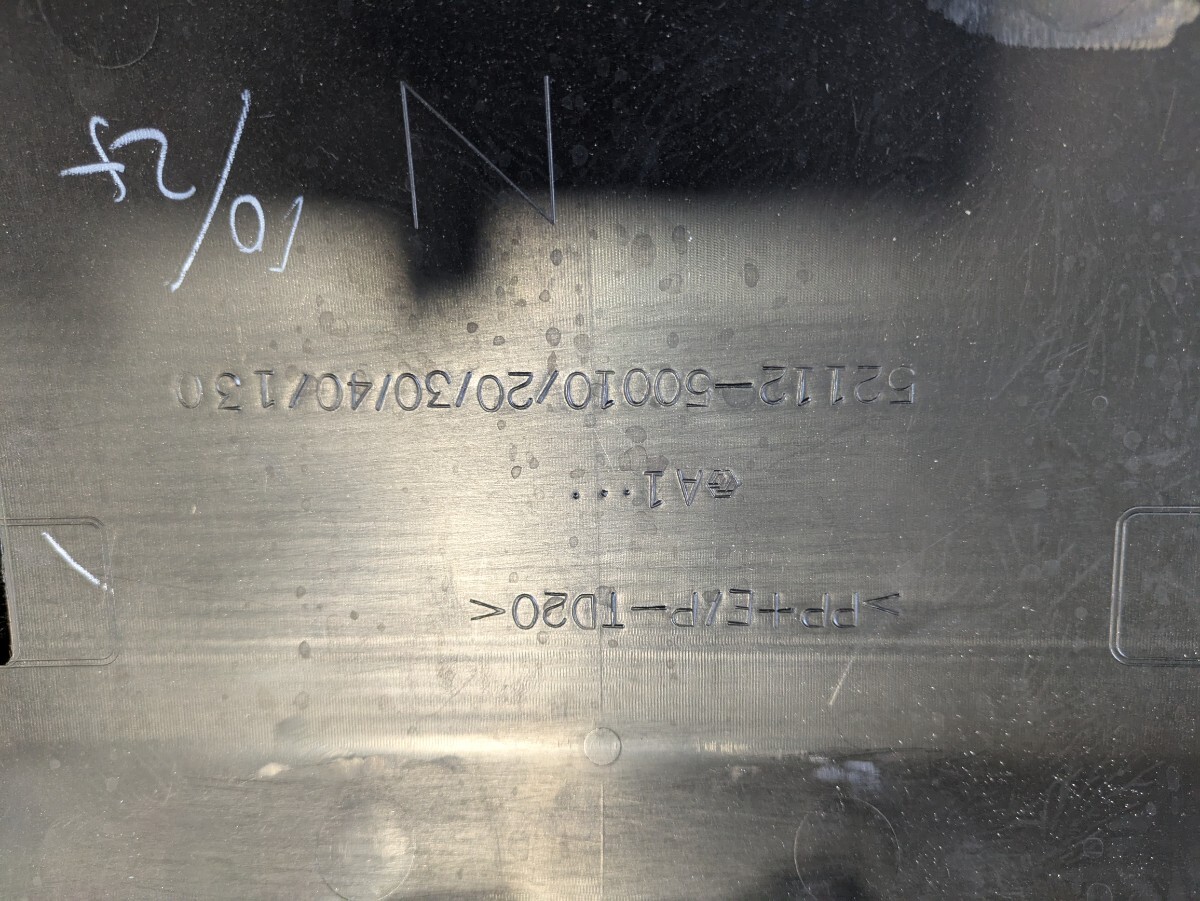 >PP+E/P-TD20<
A1...
52112-50010/20/30/40/130
N